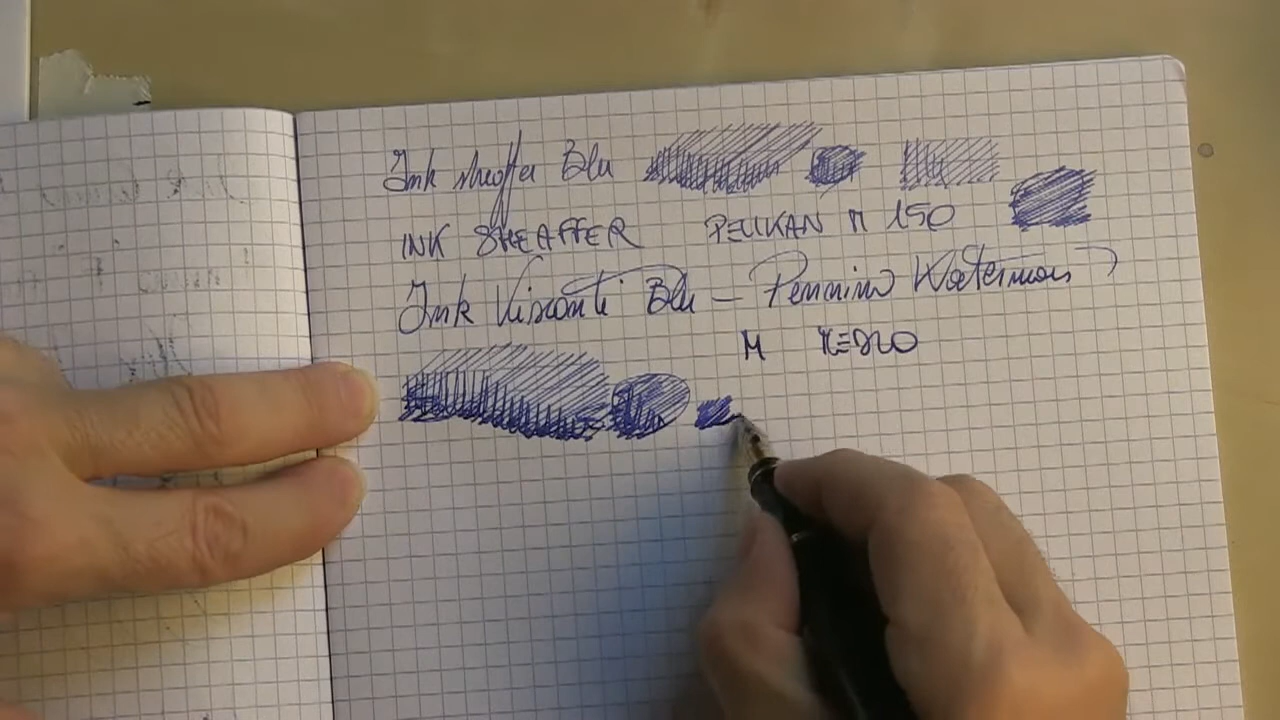 Ink sheaffer Blu
INK SHEAFFER PELIKAN M 150
Ink Visconti Blu - Pennino Waterman
M